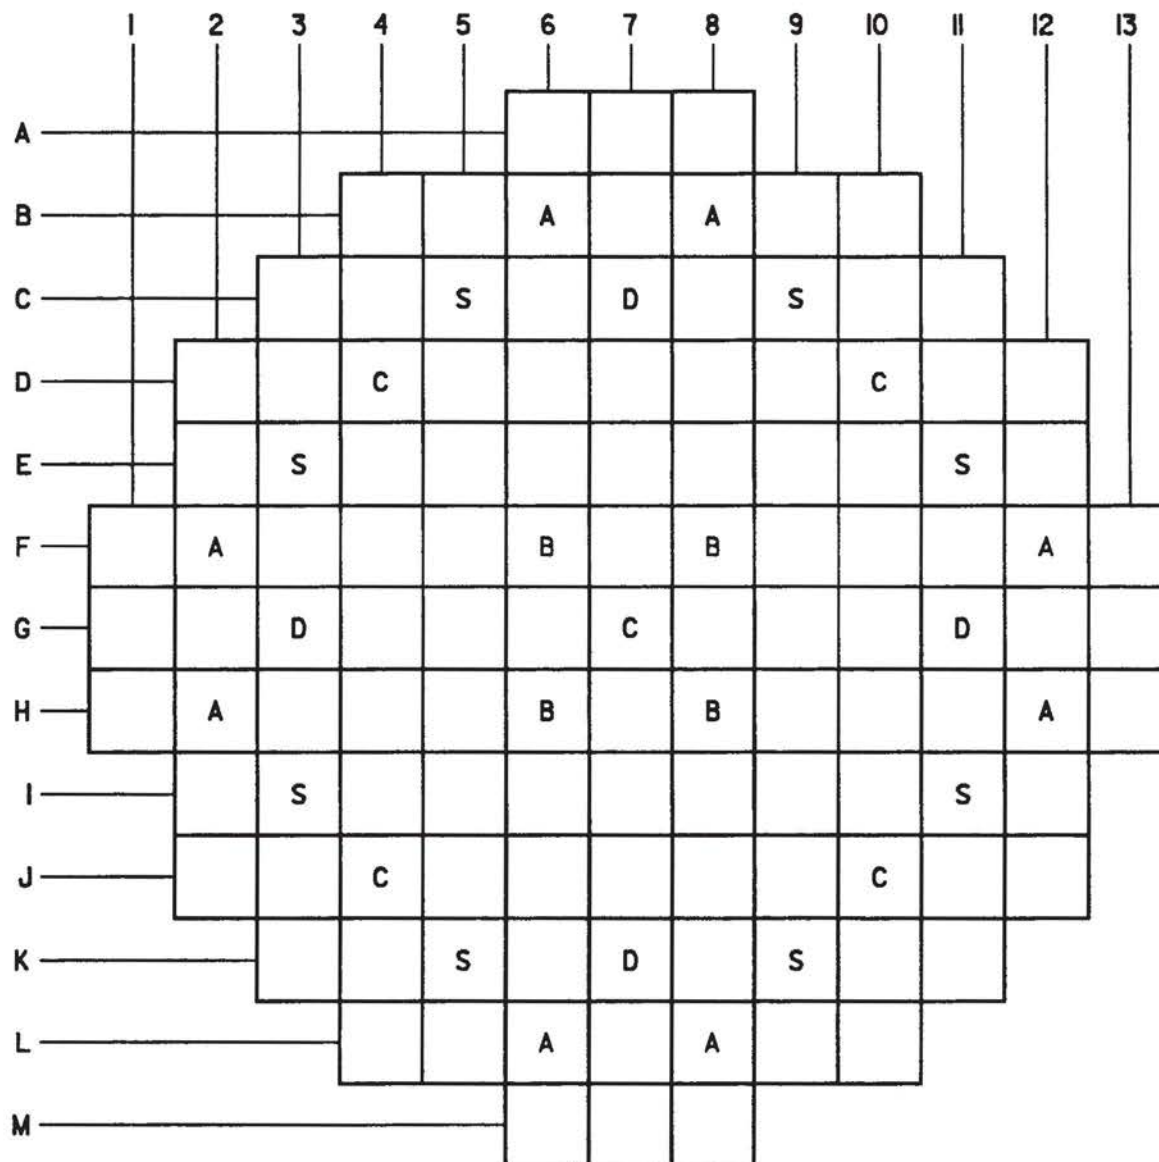 1 2 3 4 5 6 7 8 9 10 11 12 13
A
B A A
C S D S
D C C
E S S
F A B B A
G D C D
H A B B A
I S S
J C C
K S D S
L A A
M